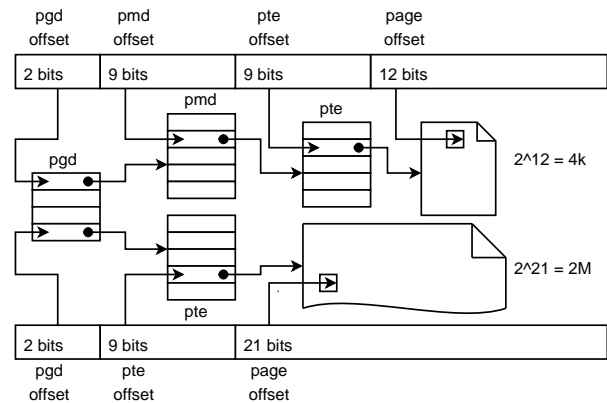 pgd pmd pte page
offset offset offset offset
2 bits 9 bits 9 bits 12 bits
pmd
pte
pgd
2^12 = 4k
2^21 = 2M
pte
2 bits 9 bits 21 bits
pgd pte page
offset offset offset